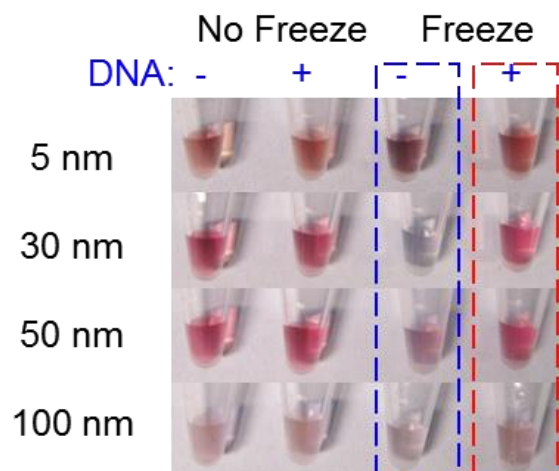 No Freeze Freeze
DNA: - + - +
5 nm
30 nm
50 nm
100 nm